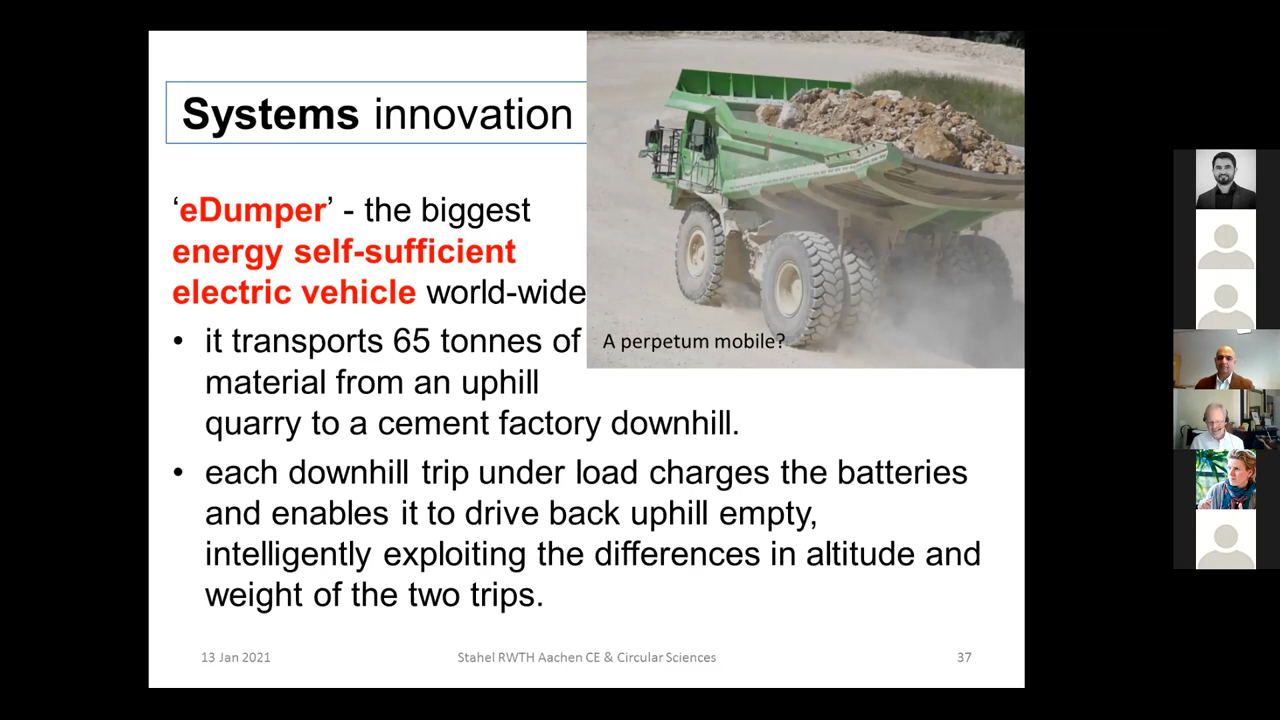 Systems innovation
‘eDumper’ - the biggest
energy self-sufficient
electric vehicle world-wide
• it transports 65 tonnes of
material from an uphill
quarry to a cement factory downhill.
A perpetum mobile?
• each downhill trip under load charges the batteries
and enables it to drive back uphill empty,
intelligently exploiting the differences in altitude and
weight of the two trips.
13 Jan 2021
Stahel RWTH Aachen CE & Circular Sciences
37